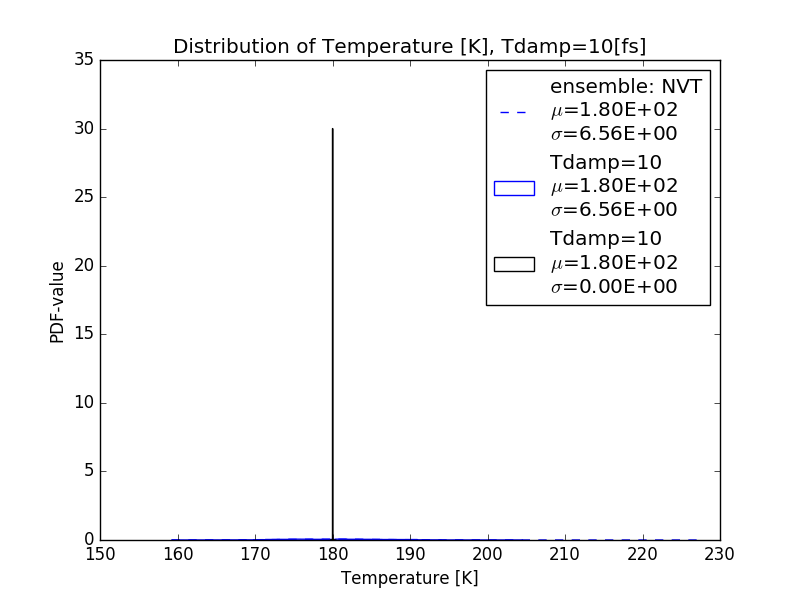 Distribution of Temperature [K], Tdamp=10[fs]
35
30
25
20
15
10
5
0
PDF-value
150 160 170 180 190 200 210 220 230
Temperature [K]
ensemble: NVT
μ=1.80E+02
σ=6.56E+00
Tdamp=10
μ=1.80E+02
σ=6.56E+00
Tdamp=10
μ=1.80E+02
σ=0.00E+00